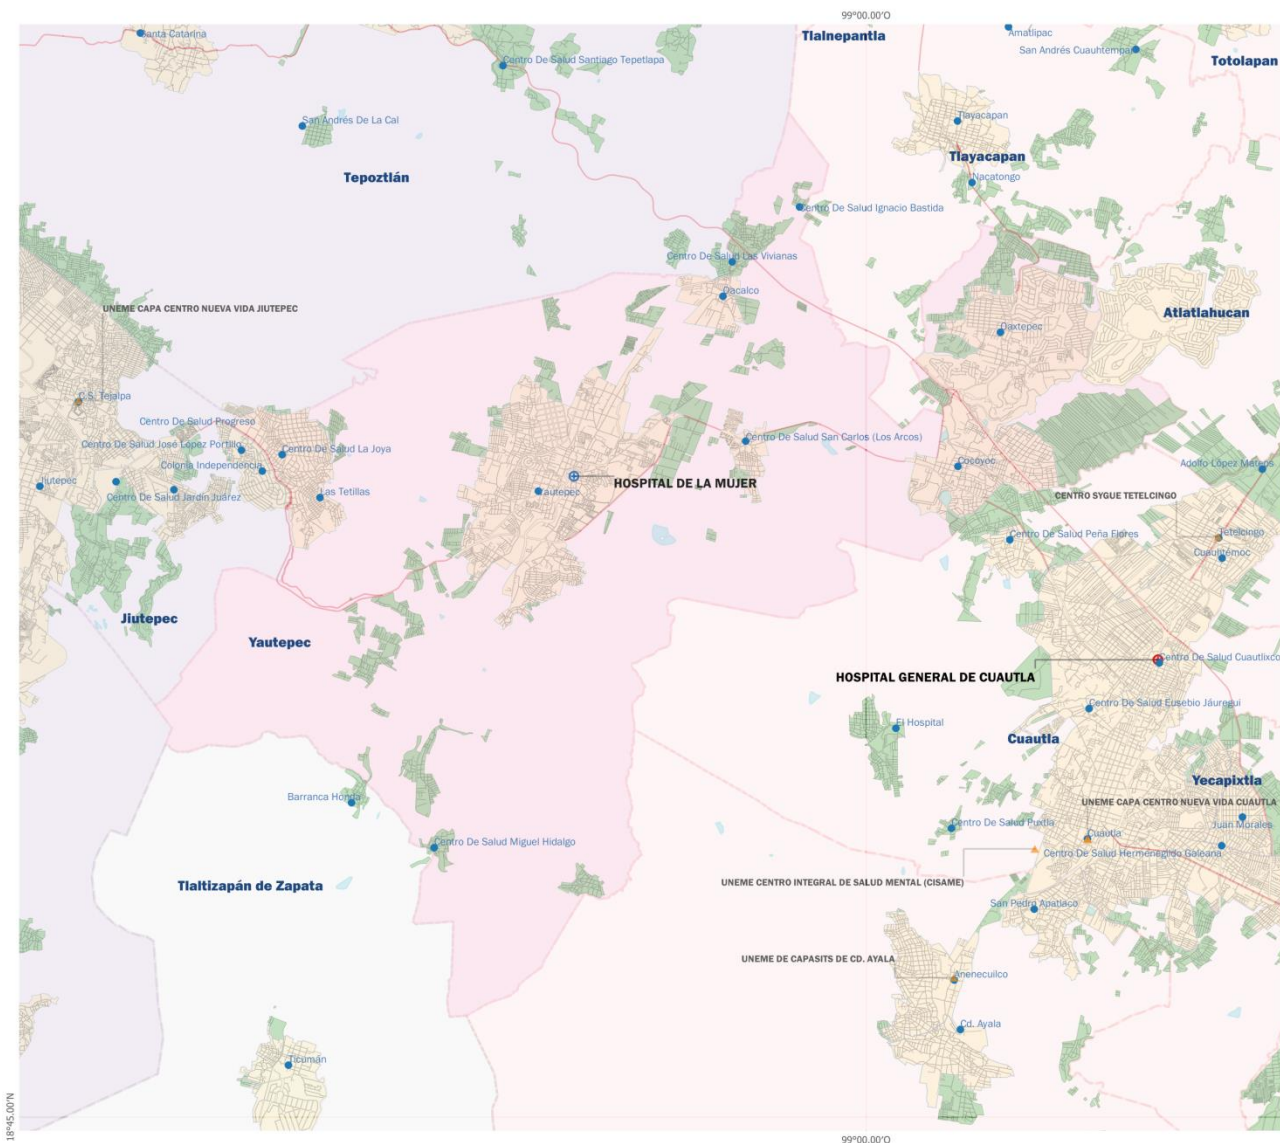 99°00.00'O
Santa Catarina
Tlalnepantla
Amatlipac
San Andrés Cuauhtempan
Totolapan
Centro De Salud Santiago Tepetlapa
San Andrés De La Cal
Tlayacapan
Tlayacapan
Tepoztlán
Nacatongo
Centro De Salud Ignacio Bastida
Centro De Salud Las Vivianas
Oacalco
UNEME CAPA CENTRO NUEVA VIDA JIUTEPEC
Atlatlahucan
Oaxtepec
C.S. Tejalpa
Centro De Salud Progreso
Centro De Salud José López Portillo
Centro De Salud La Joya
Centro De Salud San Carlos (Los Arcos)
Colonia Independencia
Cocoyoc
Adolfo López Mateos
Jiutepec
Centro De Salud Jardín Juárez
Las Tetillas
Yautepec
HOSPITAL DE LA MUJER
CENTRO SYGUE TETELCINGO
Centro De Salud Peña Flores
Tetelcingo
Cuauhtémoc
Jiutepec
Yautepec
Centro De Salud Cuautlixco
HOSPITAL GENERAL DE CUAUTLA
Centro De Salud Eusebio Jáuregui
El Hospital
Cuautla
Yecapixtla
Barranca Honda
UNEME CAPA CENTRO NUEVA VIDA CUAUTLA
Centro De Salud Puxtla
Juan Morales
Cuautla
Centro De Salud Miguel Hidalgo
Centro De Salud Hermenegildo Galeana
Tlaltizapán de Zapata
UNEME CENTRO INTEGRAL DE SALUD MENTAL (CISAME)
San Pedro Apatlaco
UNEME DE CAPASITS DE CD. AYALA
Anenecuilco
Cd. Ayala
Ticumán
18°45.00'N
99°00.00'O